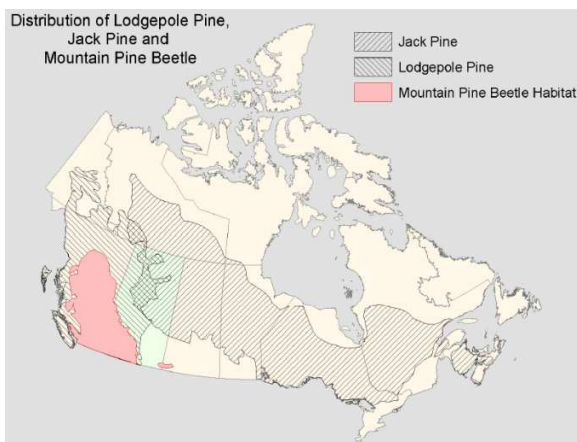 Distribution of Lodgepole Pine,
Jack Pine and
Mountain Pine Beetle
Jack Pine
Lodgepole Pine
Mountain Pine Beetle Habitat